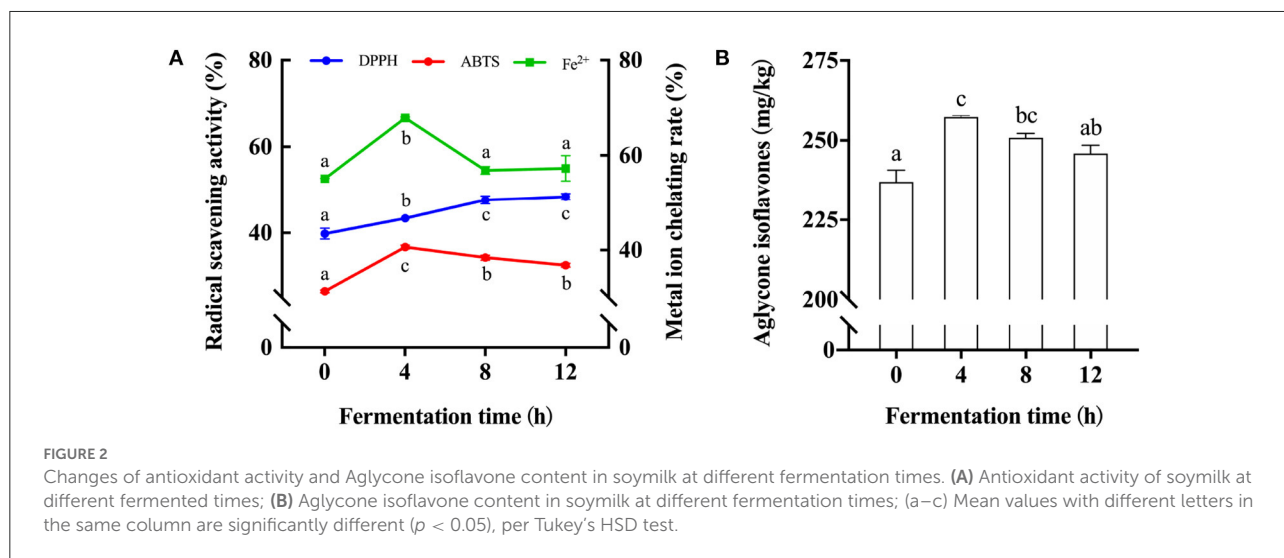 A
DPPH ABTS Fe²⁺
Radical scavening activity (%)
80
60
40
0
a b a a
a b c c
a c b b
80
60
40
0
Metal ion chelating rate (%)
0 4 8 12
Fermentation time (h)
B
Aglycone isoflavones (mg/kg)
275
250
225
200
0
a c bc ab
0 4 8 12
Fermentation time (h)
FIGURE 2
Changes of antioxidant activity and Aglycone isoflavone content in soymilk at different fermentation times. (A) Antioxidant activity of soymilk at
different fermented times; (B) Aglycone isoflavone content in soymilk at different fermentation times; (a–c) Mean values with different letters in
the same column are significantly different (p < 0.05), per Tukey's HSD test.